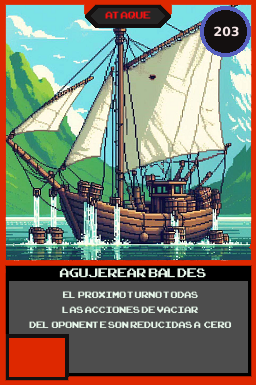 ATAQUE
203
AGUJEREAR BALDES
EL PROXIMO TURNO TODAS
LAS ACCIONES DE VACIAR
DEL OPONENTE SON REDUCIDAS A CERO